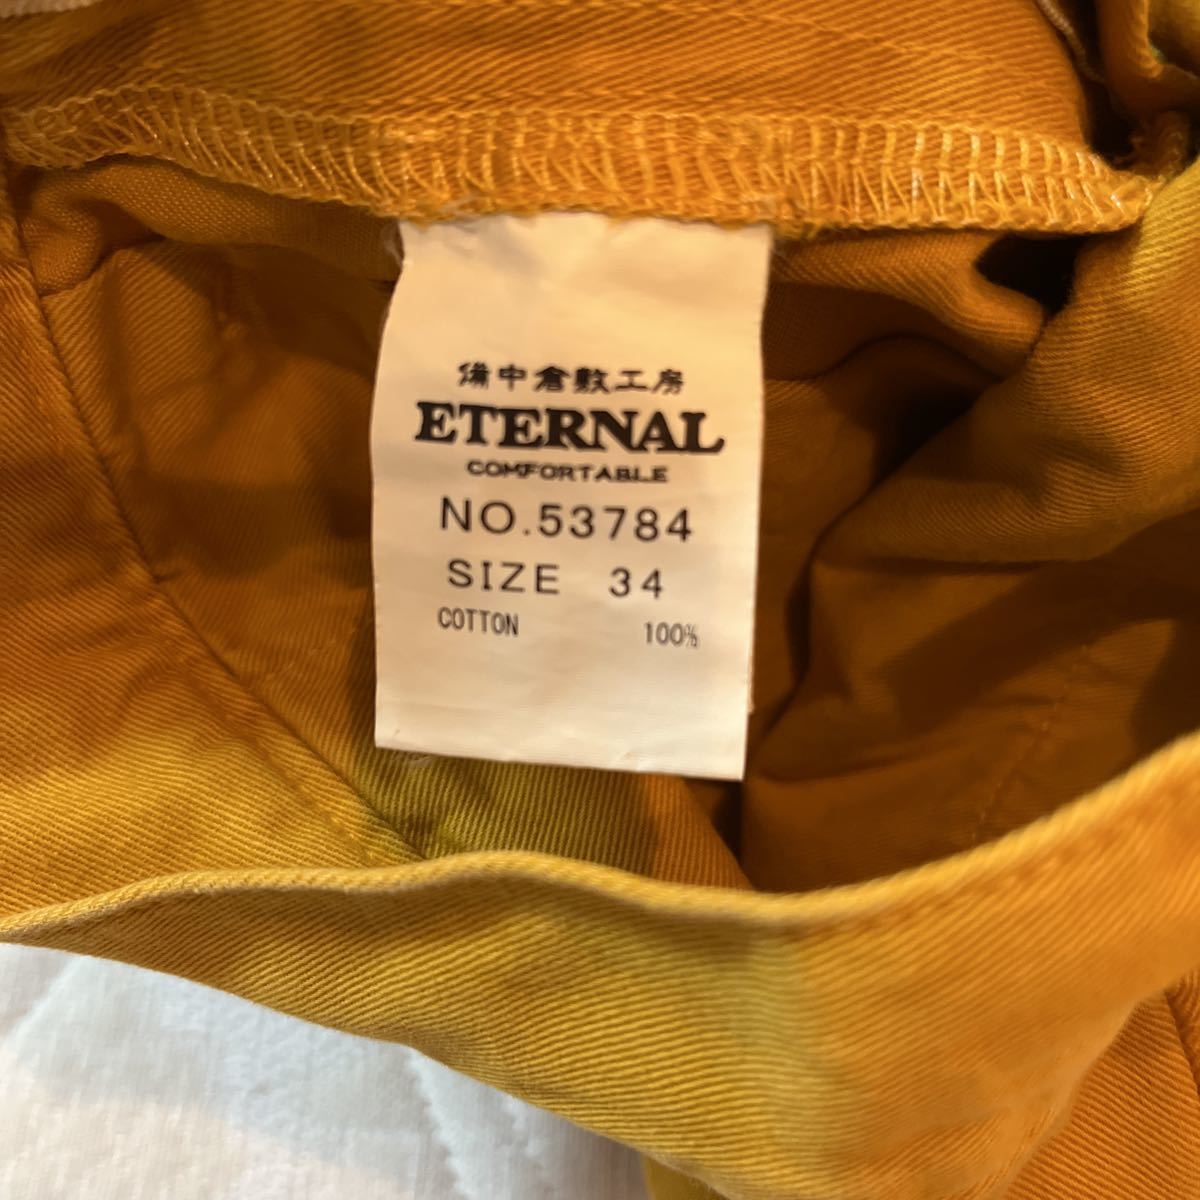 備中倉敷工房
ETERNAL
COMFORTABLE
NO.53784
SIZE 34
COTTON 100%